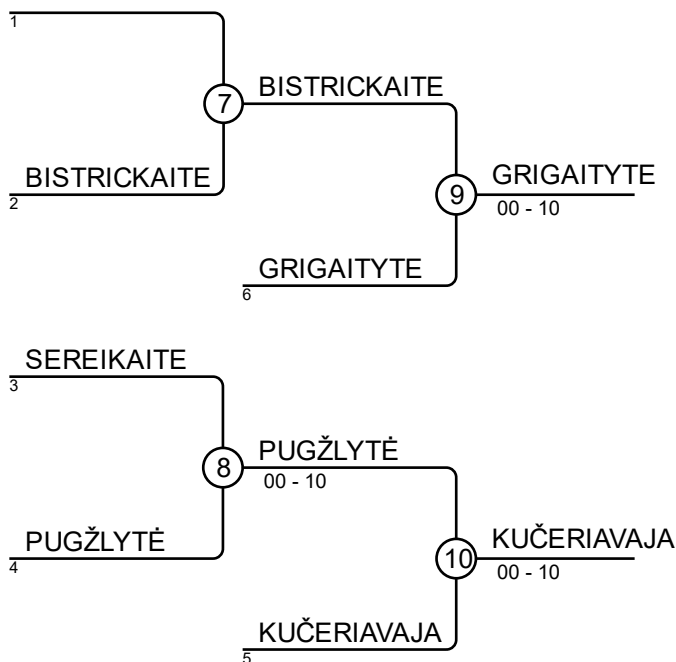 1
BISTRICKAITE
7
BISTRICKAITE
2
GRIGAITYTE
9
00 - 10
GRIGAITYTE
6
SEREIKAITE
3
PUGŽLYTĖ
8
00 - 10
PUGŽLYTĖ
4
KUČERIAVAJA
10
00 - 10
KUČERIAVAJA
5